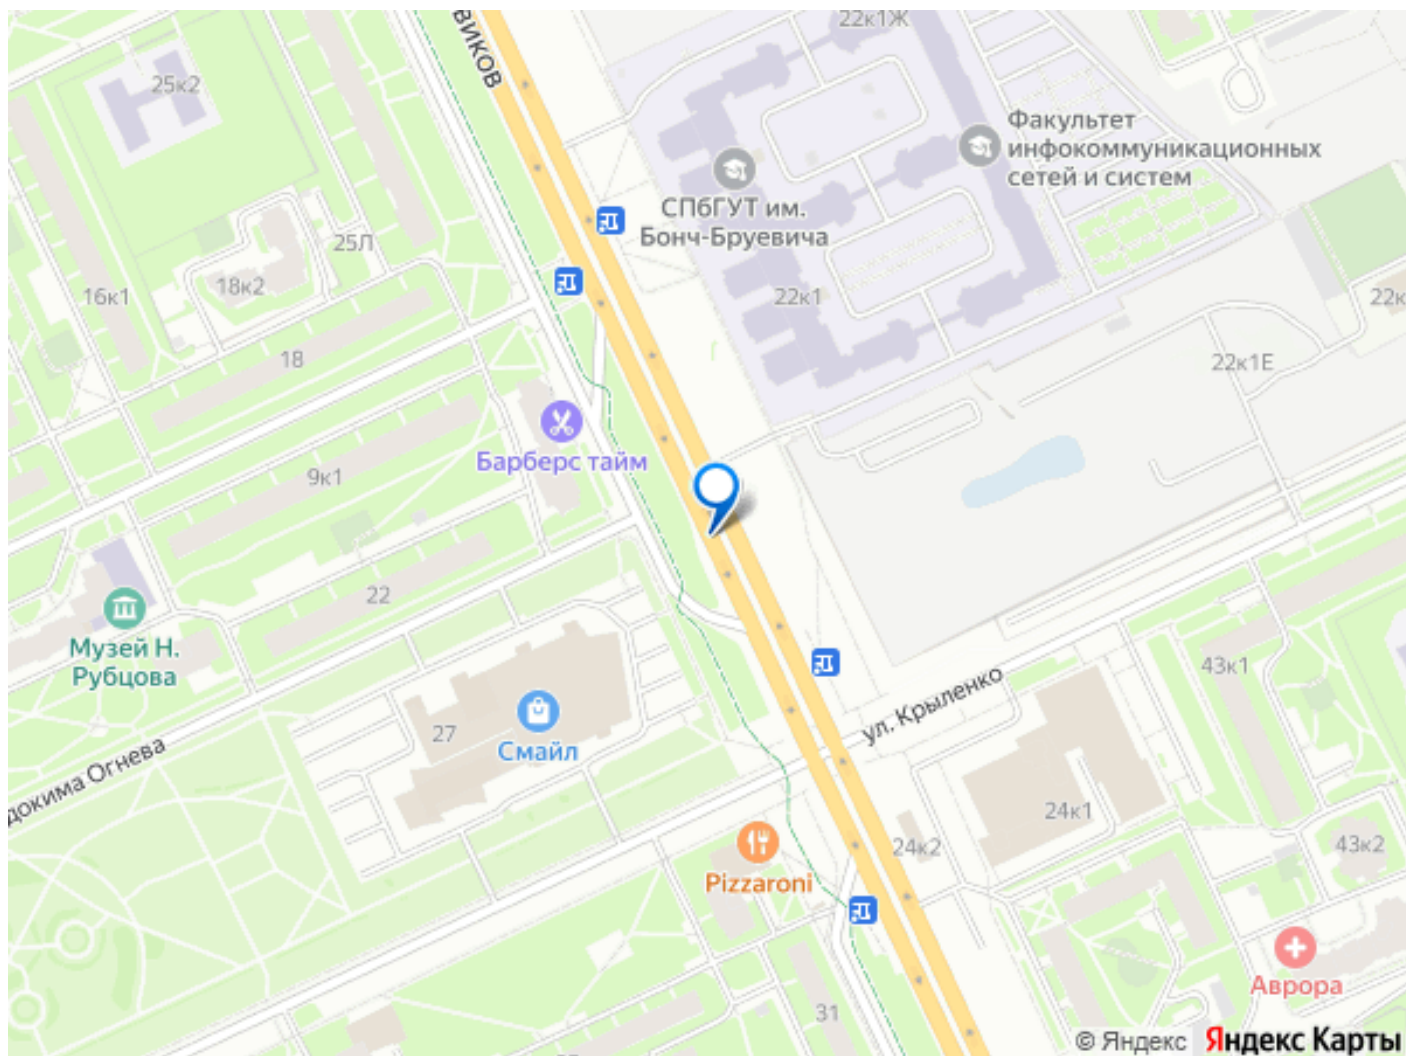 22к1Ж
ВИКОВ
25к2
Факультет
инфокоммуникационных
сетей и систем
СПбГУТ им.
Бонч-Бруевича
25Л
18к2
16к1
22к1
22к
18
22к1Е
Барберс тайм
9к1
22
Музей Н.
Рубцова
43к1
ул. Крыленко
27
Смайл
докима Огнева
24к1
24к2
43к2
Pizzaroni
Аврора
31
© Яндекс Яндекс Карты